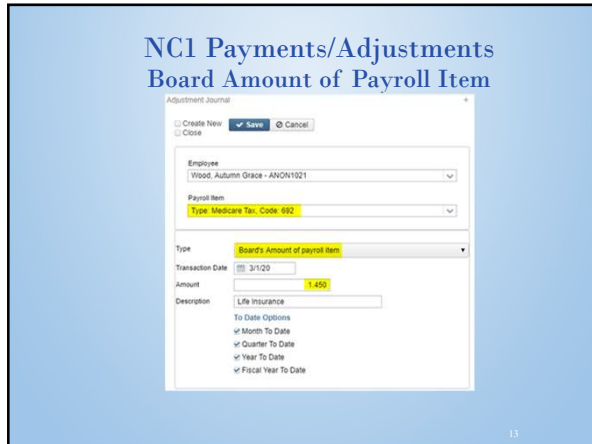 NC1 Payments/Adjustments
Board Amount of Payroll Item
Adjustment Journal +
Create New Save Cancel
Close
Employee
Wood, Autumn Grace - ANON1021
Payroll Item
Type: Medicare Tax, Code: 692
Type Board's Amount of payroll item
Transaction Date 3/1/20
Amount 1.450
Description Life Insurance
To Date Options
Month To Date
Quarter To Date
Year To Date
Fiscal Year To Date
13